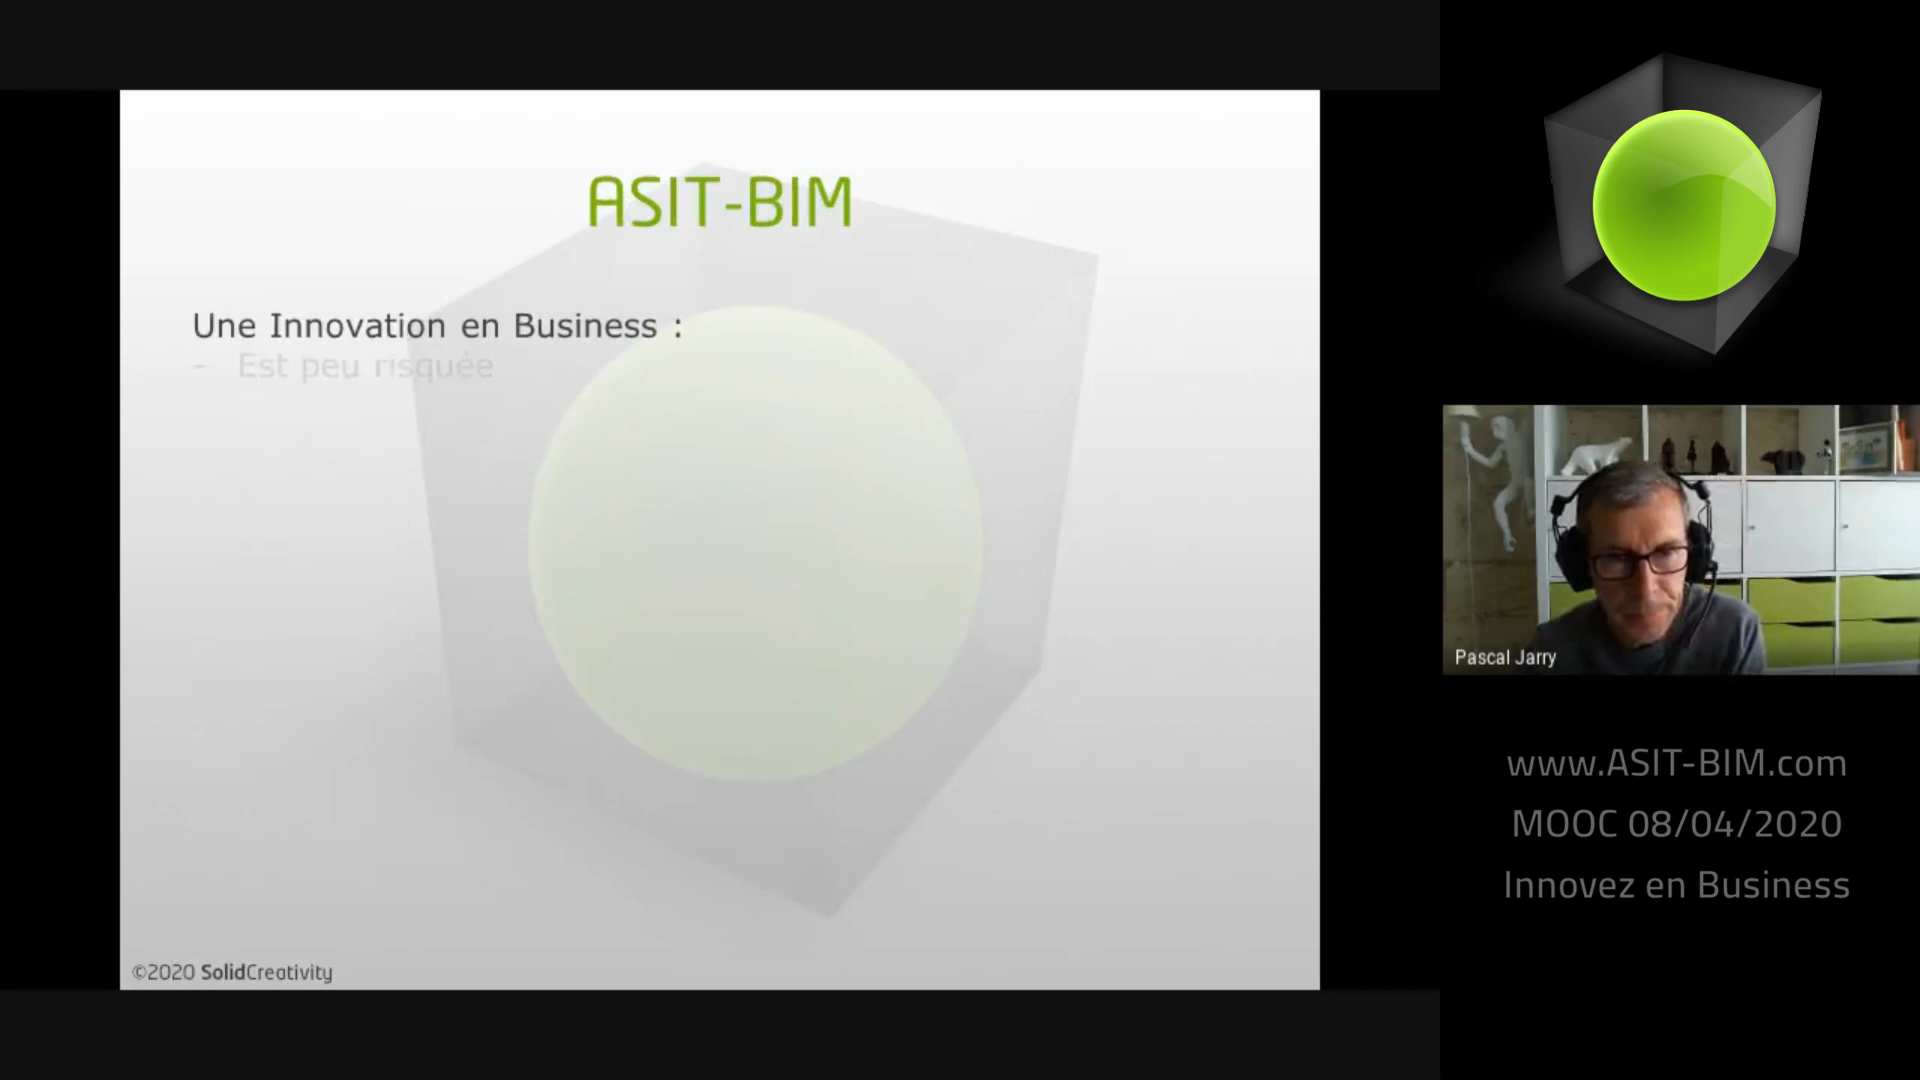 ASIT-BIM
Une Innovation en Business :
- Est peu risquée
©2020 SolidCreativity
Pascal Jarry
www.ASIT-BIM.com
MOOC 08/04/2020
Innovez en Business